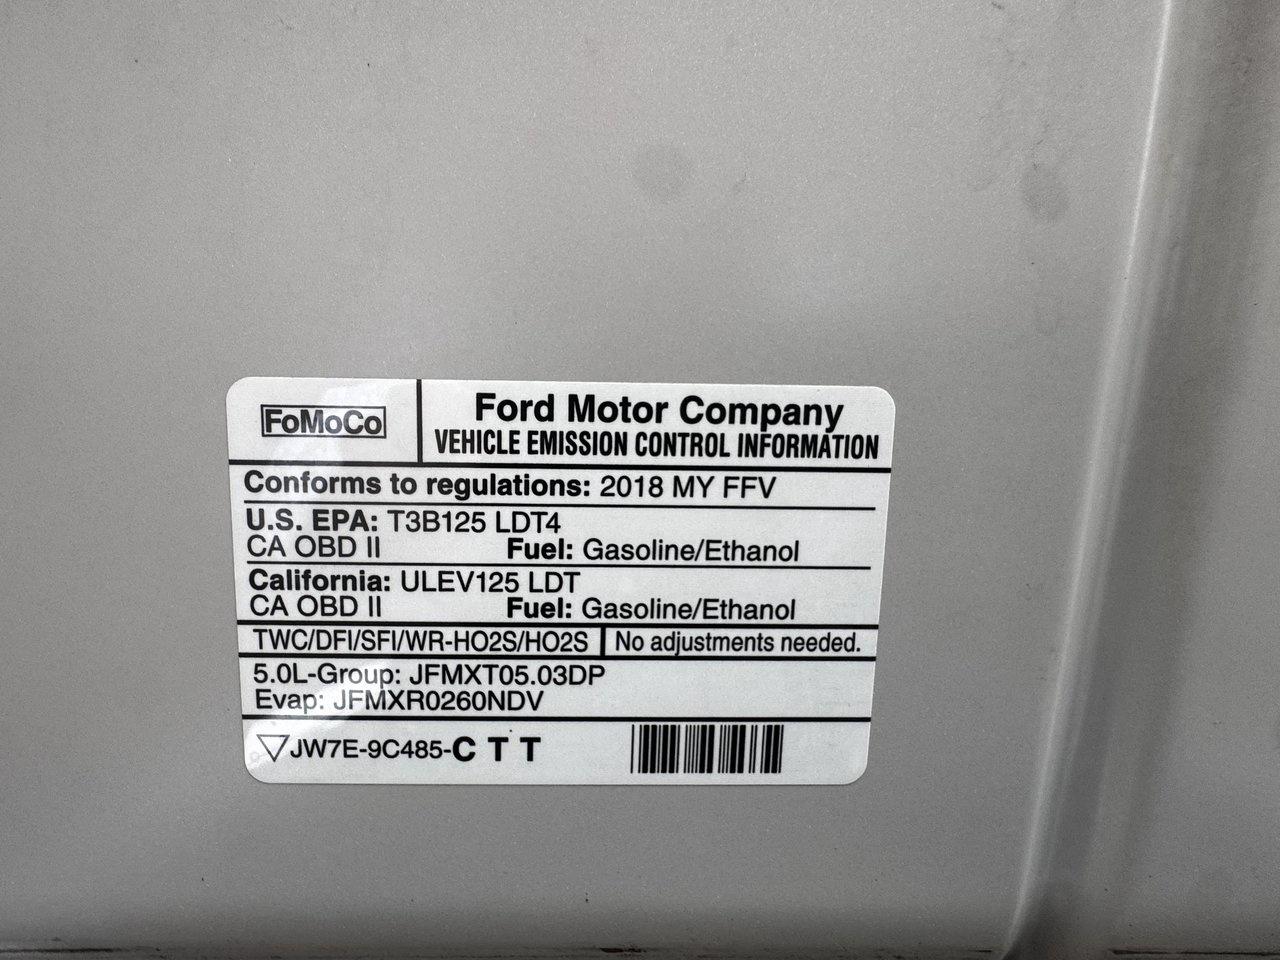 FoMoCo
Ford Motor Company
VEHICLE EMISSION CONTROL INFORMATION
Conforms to regulations: 2018 MY FFV
U.S. EPA: T3B125 LDT4
CA OBD II Fuel: Gasoline/Ethanol
California: ULEV125 LDT
CA OBD II Fuel: Gasoline/Ethanol
TWC/DFI/SFI/WR-HO2S/HO2S No adjustments needed.
5.0L-Group: JFMXT05.03DP
Evap: JFMXR0260NDV
JW7E-9C485-C T T